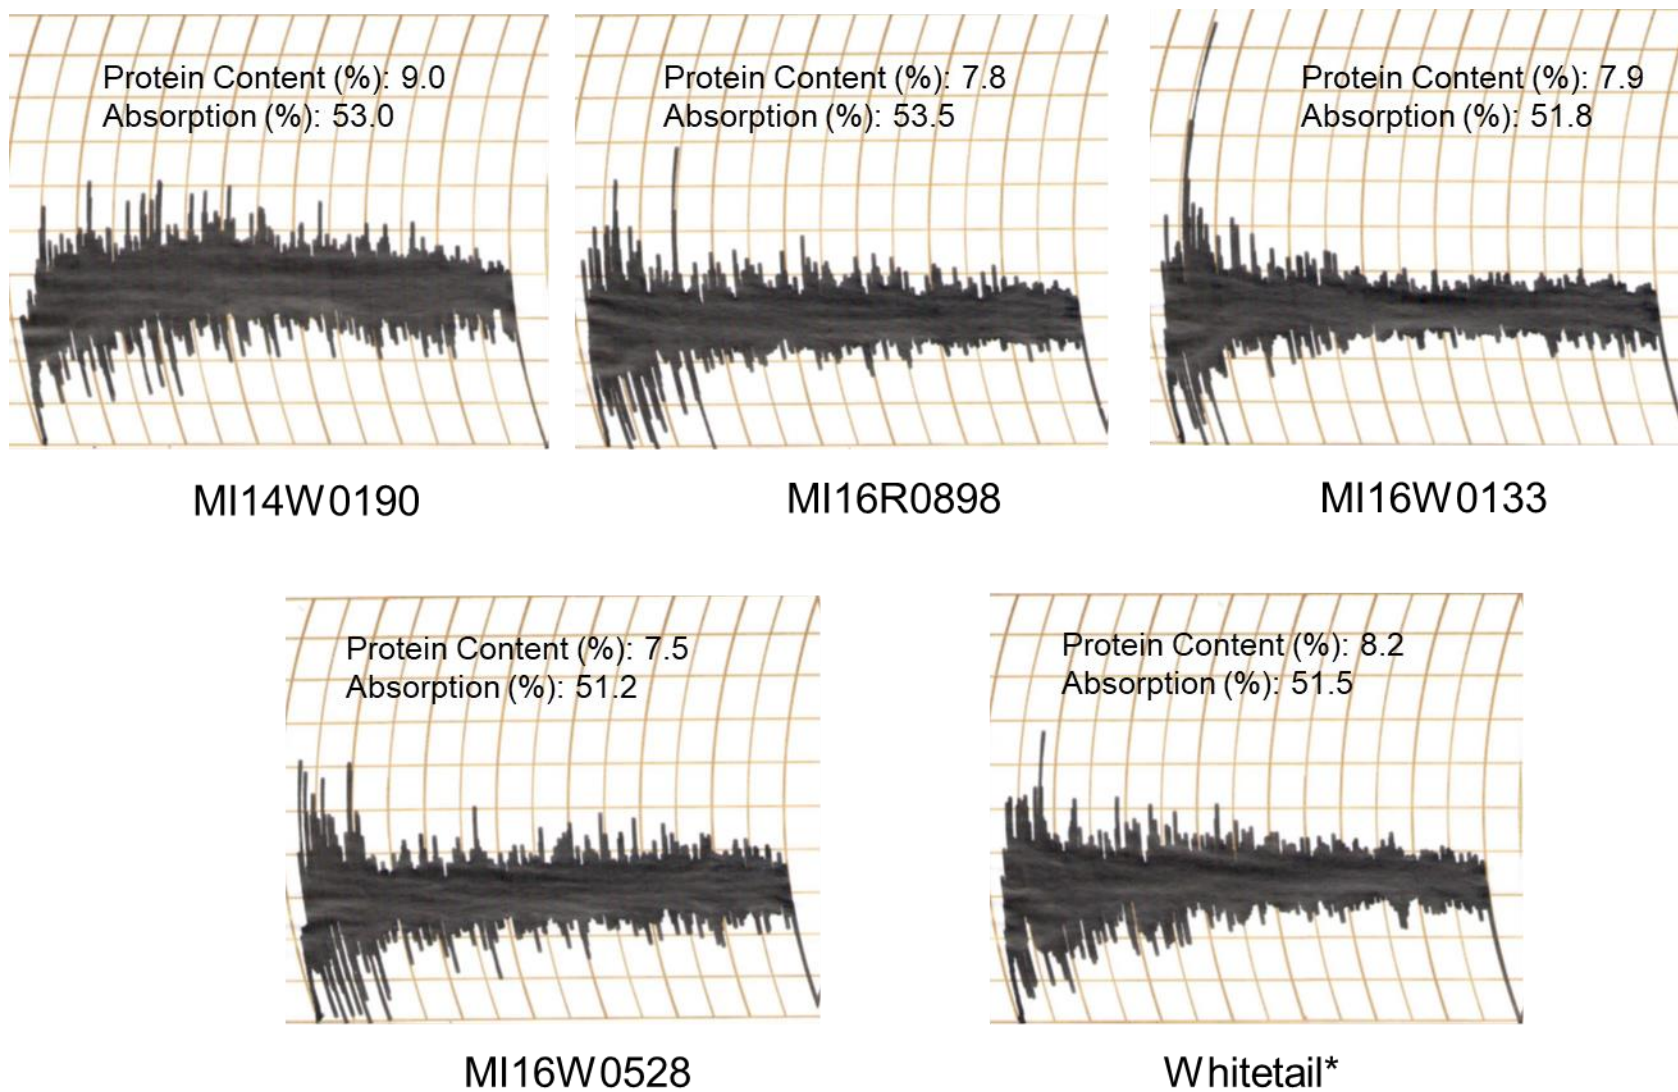 Protein Content (%): 9.0
Absorption (%): 53.0
MI14W0190
Protein Content (%): 7.8
Absorption (%): 53.5
MI16R0898
Protein Content (%): 7.9
Absorption (%): 51.8
MI16W0133
Protein Content (%): 7.5
Absorption (%): 51.2
MI16W0528
Protein Content (%): 8.2
Absorption (%): 51.5
Whitetail*